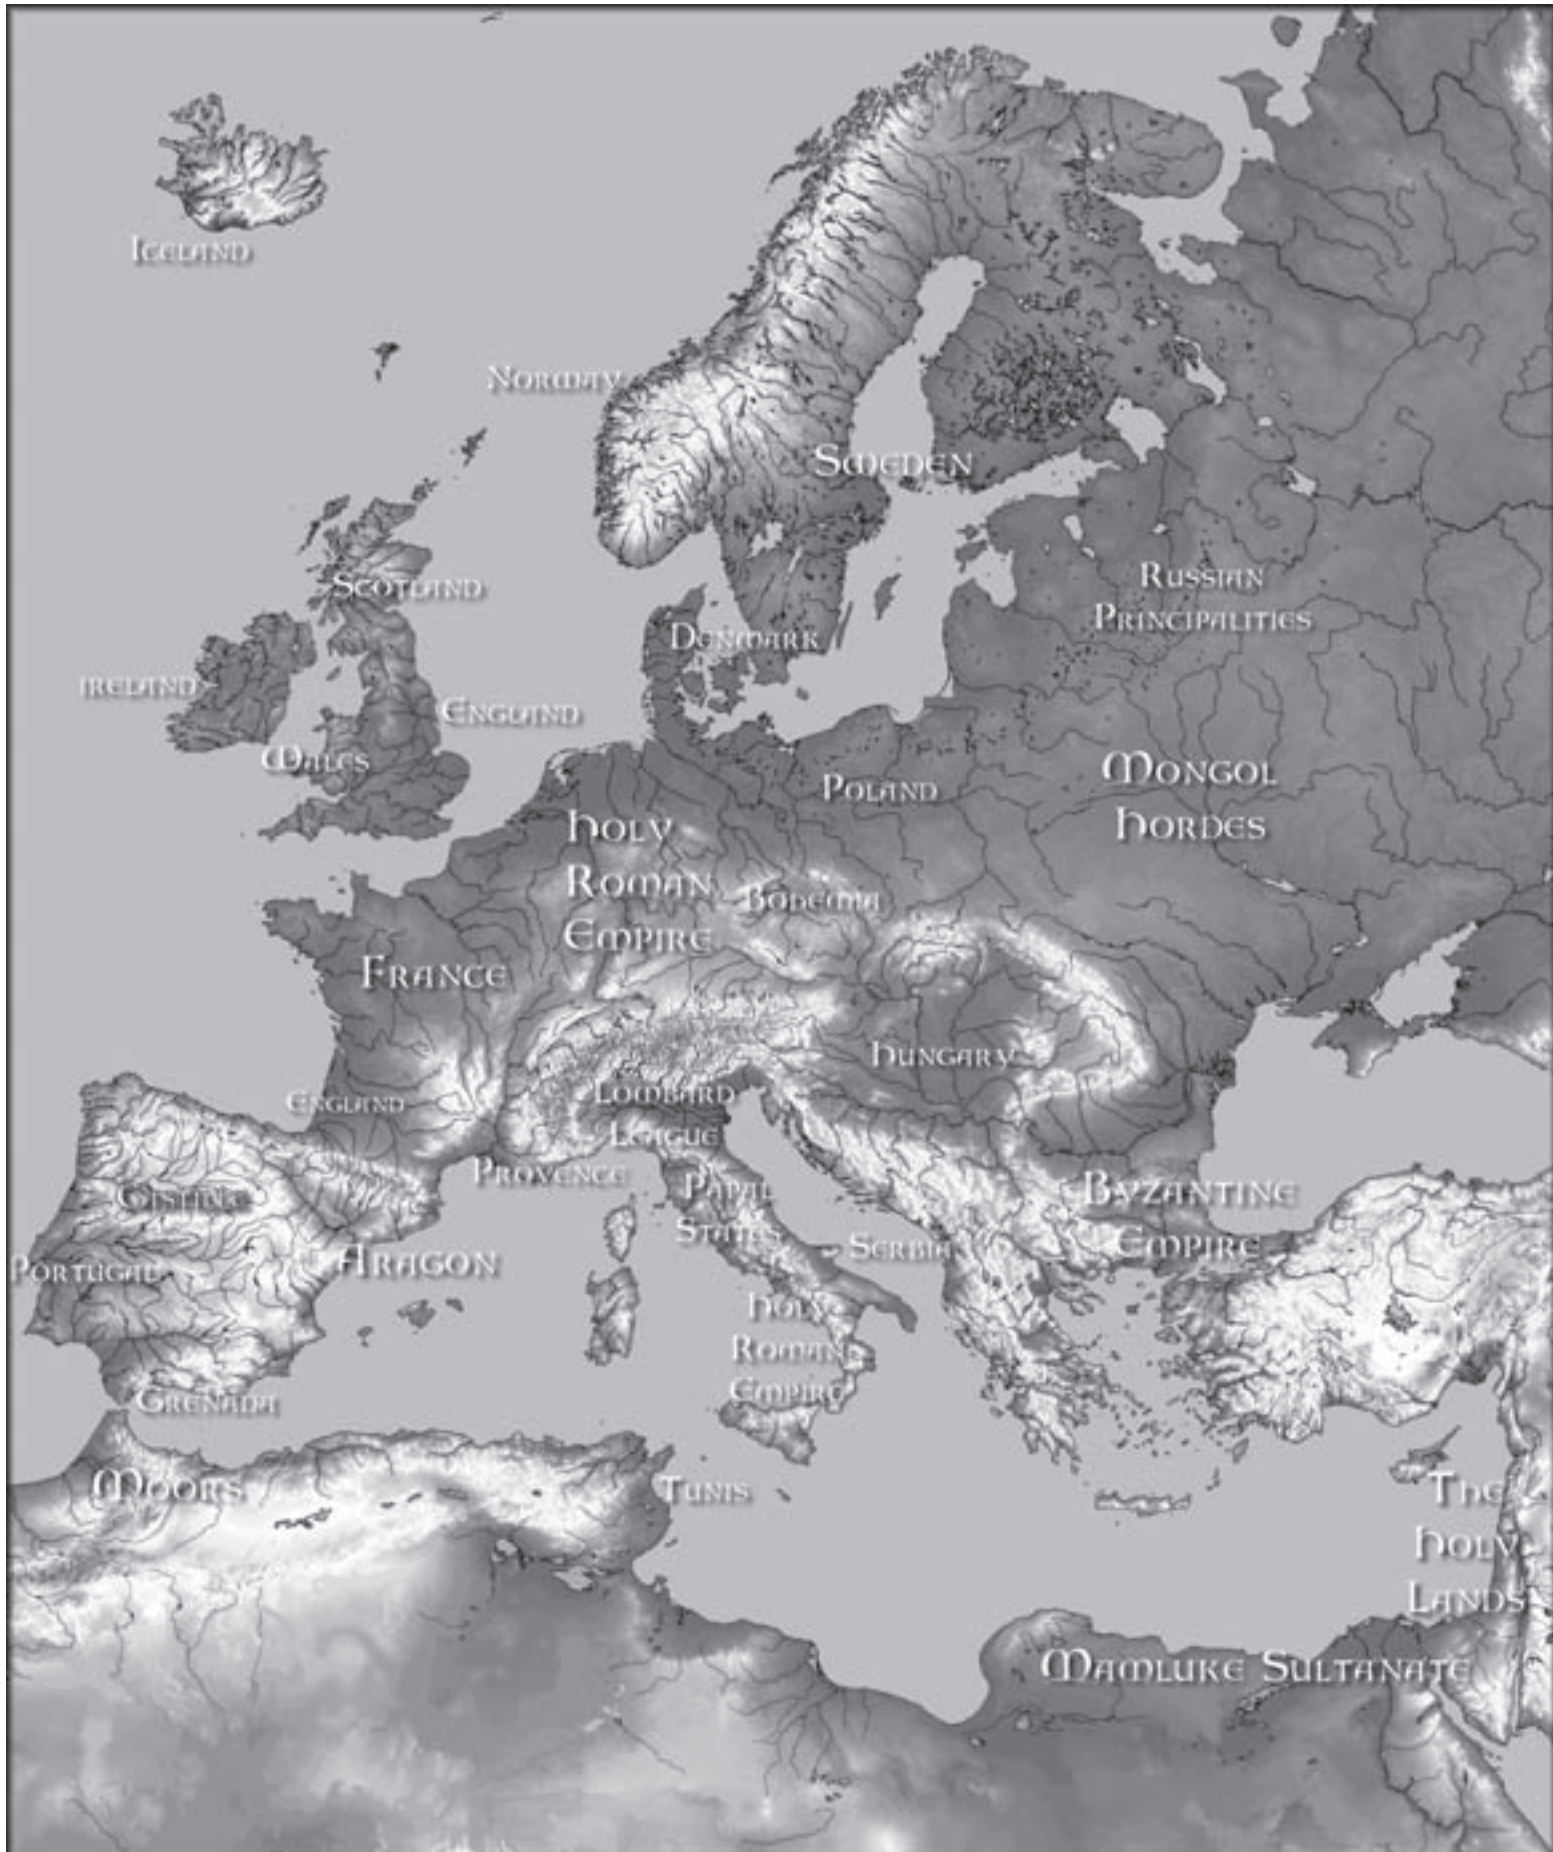 Iceland
Norway
Sweden
Scotland
Russian
Principalities
Denmark
Ireland
England
Wales
Mongol
Hordes
Poland
Holy
Roman
Empire
Bohemia
France
Hungary
England
Lombard
League
Provence
Papal
States
Byzantine
Empire
Castille
Serbia
Aragon
Portugal
Holy
Roman
Empire
Grenada
Moors
Tunis
The
Holy
Lands
Mamluke Sultanate